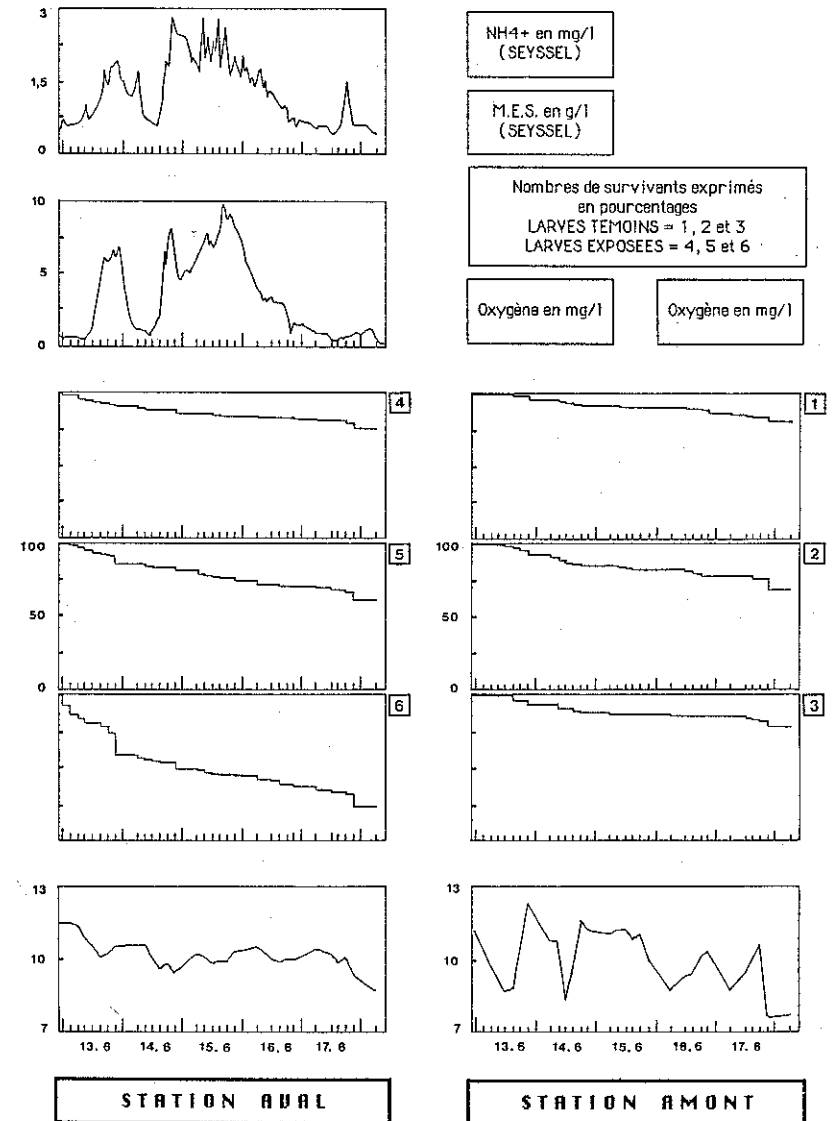 3
1,5
0
NH4+ en mg/l
(SEYSSEL)
M.E.S. en g/l
(SEYSSEL)
10
5
0
Nombres de survivants exprimés
en pourcentages
LARVES TEMOINS = 1, 2 et 3
LARVES EXPOSEES = 4, 5 et 6
Oxygène en mg/l
Oxygène en mg/l
4
1
100
50
0
5
100
50
0
2
6
3
13
10
7
13.6 14.6 15.6 16.6 17.6
13
10
7
13.6 14.6 15.6 16.6 17.6
STATION AVAL
STATION AMONT